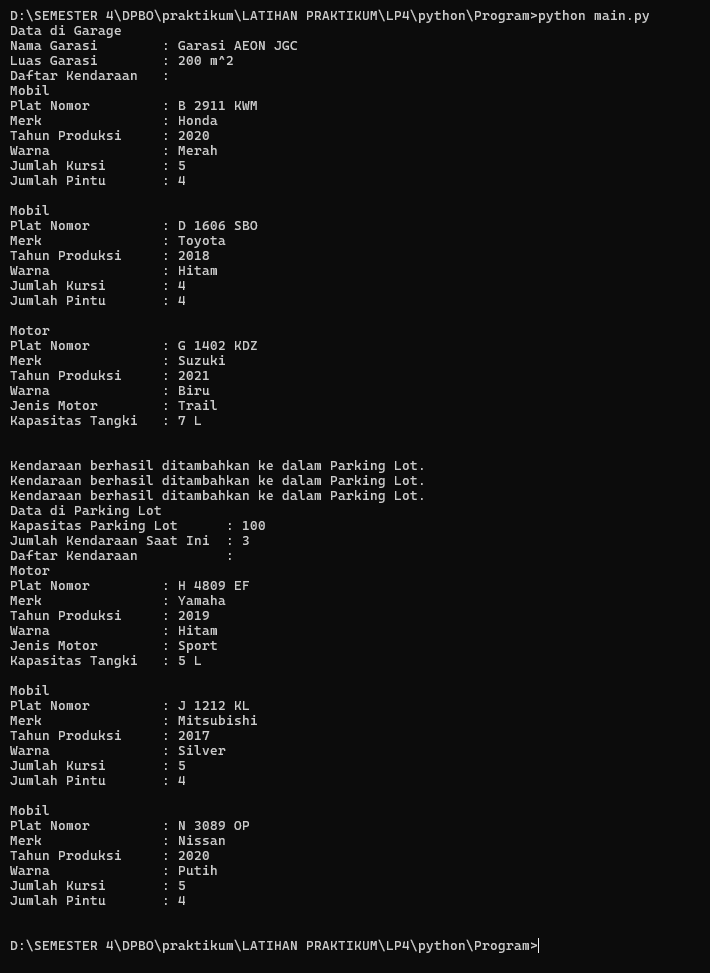 D:\SEMESTER 4\DPBO\praktikum\LATIHAN PRAKTIKUM\LP4\python\Program>python main.py
Data di Garage
Nama Garasi : Garasi AEON JGC
Luas Garasi : 200 m^2
Daftar Kendaraan :
Mobil
Plat Nomor : B 2911 KWM
Merk : Honda
Tahun Produksi : 2020
Warna : Merah
Jumlah Kursi : 5
Jumlah Pintu : 4
Mobil
Plat Nomor : D 1606 SBO
Merk : Toyota
Tahun Produksi : 2018
Warna : Hitam
Jumlah Kursi : 4
Jumlah Pintu : 4
Motor
Plat Nomor : G 1402 KDZ
Merk : Suzuki
Tahun Produksi : 2021
Warna : Biru
Jenis Motor : Trail
Kapasitas Tangki : 7 L
Kendaraan berhasil ditambahkan ke dalam Parking Lot.
Kendaraan berhasil ditambahkan ke dalam Parking Lot.
Kendaraan berhasil ditambahkan ke dalam Parking Lot.
Data di Parking Lot
Kapasitas Parking Lot : 100
Jumlah Kendaraan Saat Ini : 3
Daftar Kendaraan :
Motor
Plat Nomor : H 4809 EF
Merk : Yamaha
Tahun Produksi : 2019
Warna : Hitam
Jenis Motor : Sport
Kapasitas Tangki : 5 L
Mobil
Plat Nomor : J 1212 KL
Merk : Mitsubishi
Tahun Produksi : 2017
Warna : Silver
Jumlah Kursi : 5
Jumlah Pintu : 4
Mobil
Plat Nomor : N 3089 OP
Merk : Nissan
Tahun Produksi : 2020
Warna : Putih
Jumlah Kursi : 5
Jumlah Pintu : 4
D:\SEMESTER 4\DPBO\praktikum\LATIHAN PRAKTIKUM\LP4\python\Program>